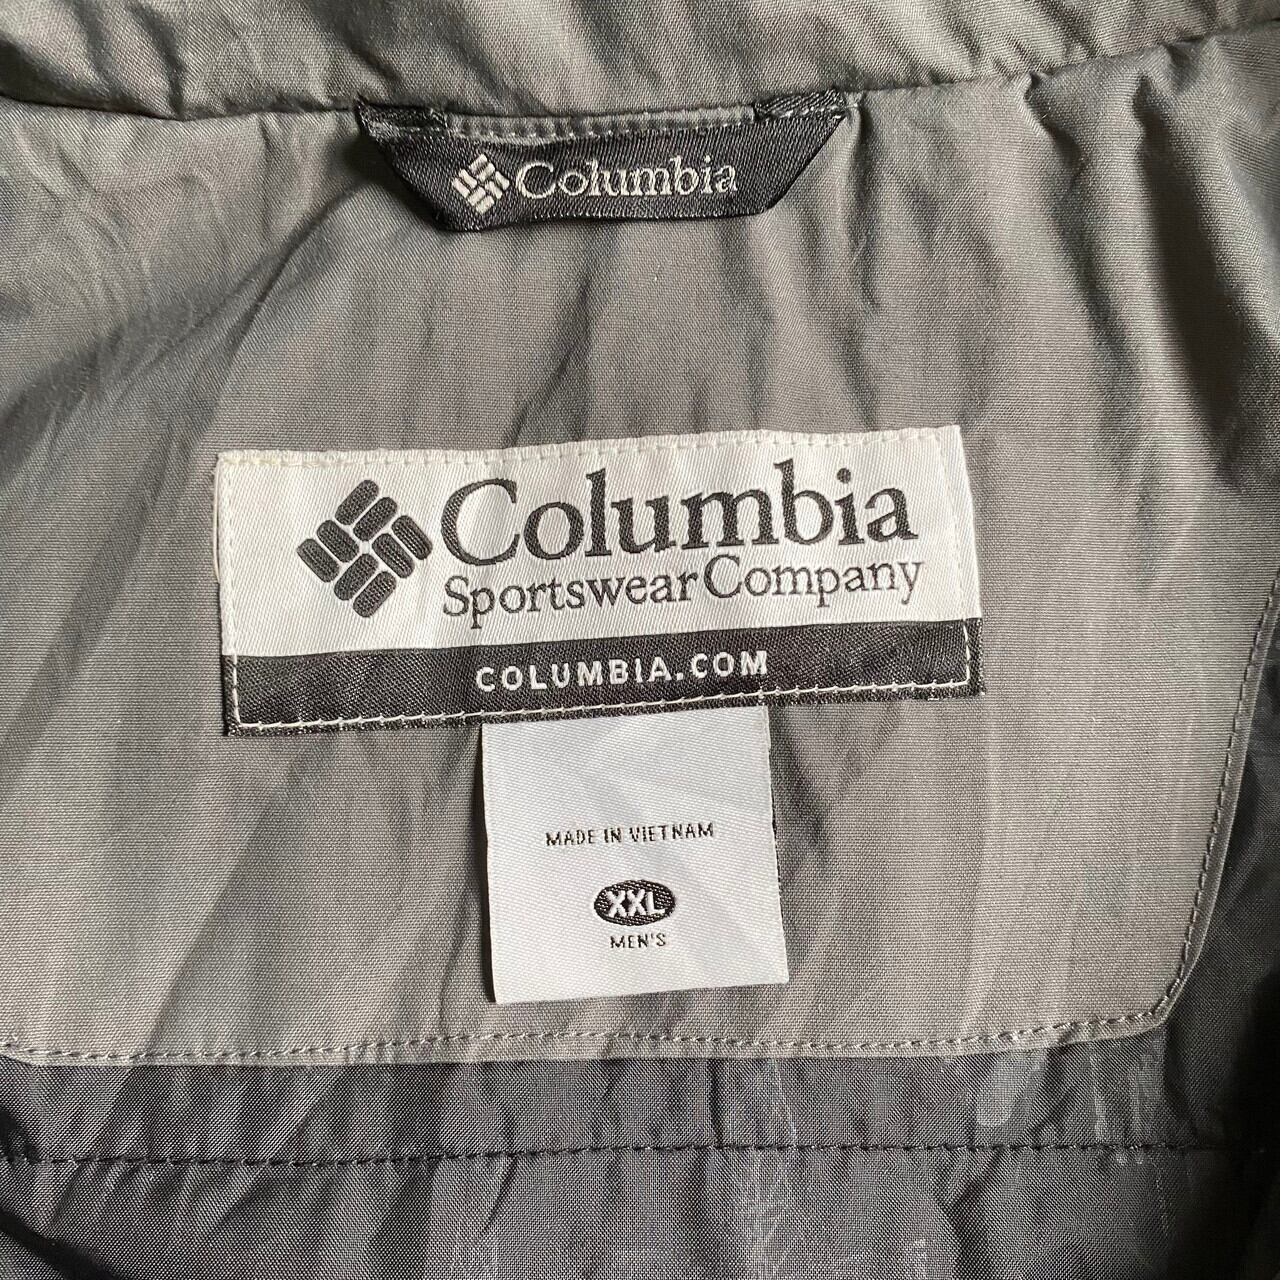 Columbia
Columbia
Sportswear Company
COLUMBIA.COM
MADE IN VIETNAM
XXL
MEN'S